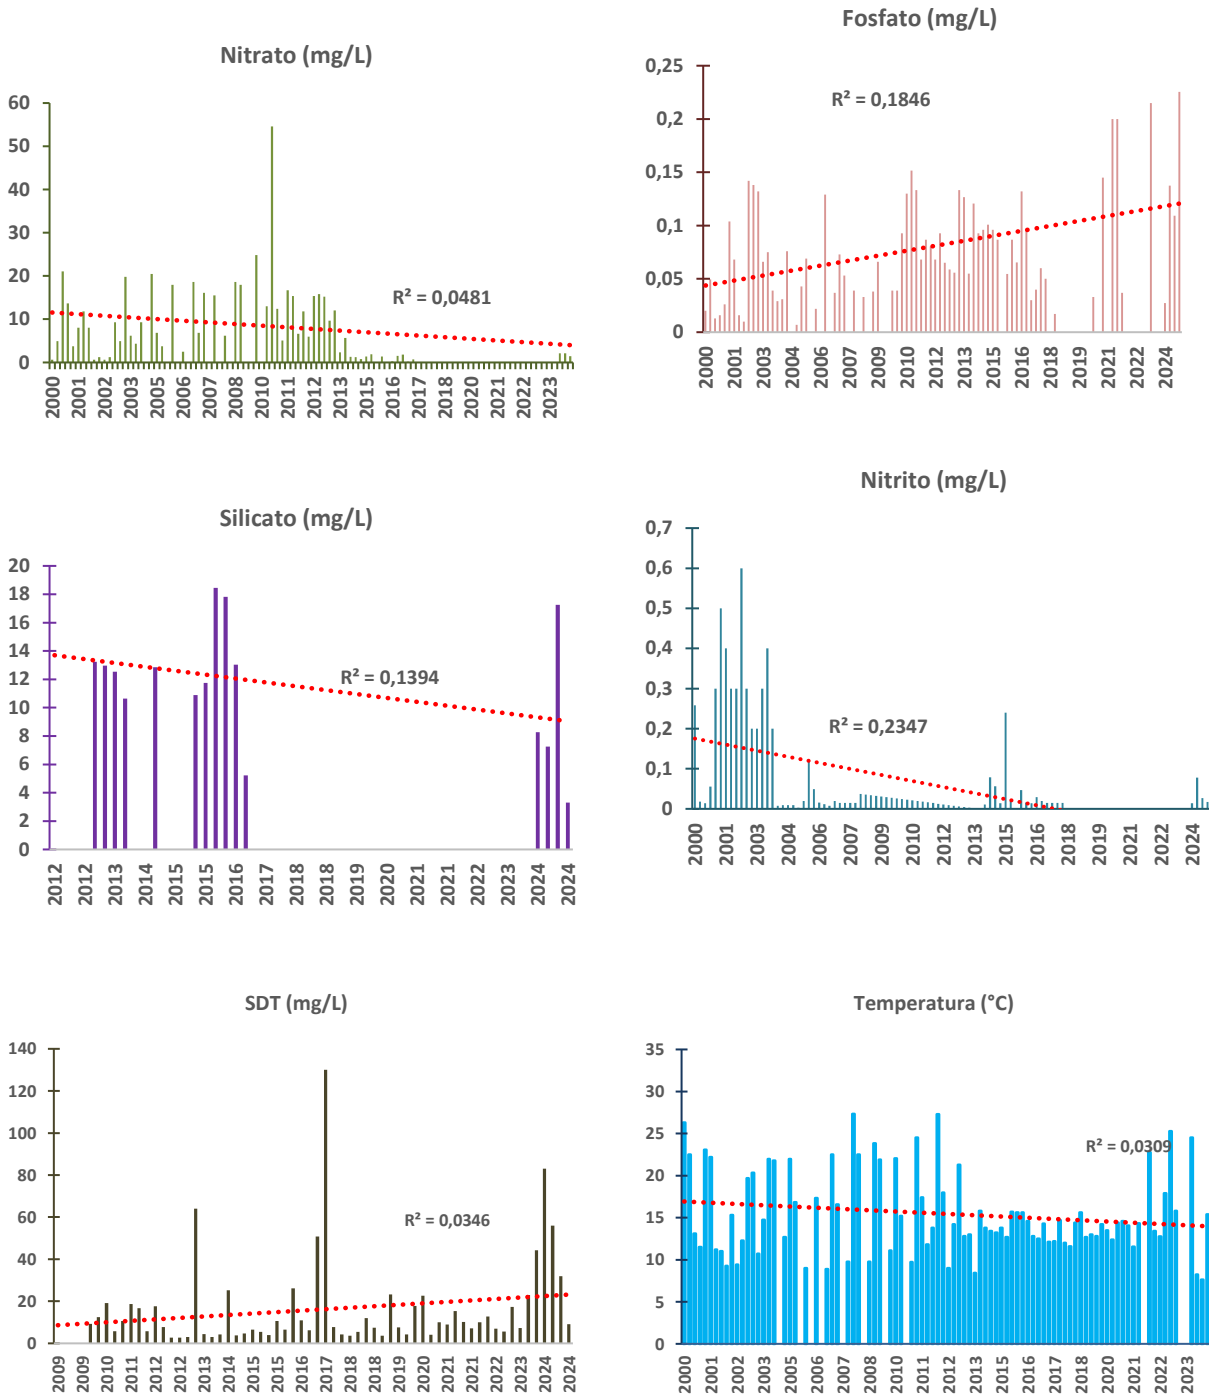 Nitrato (mg/L)
60
50
40
30
20
10
0
R² = 0,0481
2000 2001 2003 2005 2006 2008 2010 2011 2012 2013 2015 2017 2018 2020 2022 2023
Fosfato (mg/L)
0,25
0,2
0,15
0,1
0,05
0
R² = 0,1846
2000 2001 2003 2004 2006 2007 2009 2010 2012 2013 2015 2016 2018 2019 2021 2024
Silicato (mg/L)
20
18
16
14
12
10
8
6
4
2
0
R² = 0,1394
2012 2012 2013 2014 2015 2015 2016 2017 2018 2018 2019 2020 2021 2021 2022 2023 2024 2024
Nitrito (mg/L)
0,7
0,6
0,5
0,4
0,3
0,2
0,1
0
R² = 0,2347
2000 2001 2003 2004 2006 2007 2009 2010 2012 2013 2015 2016 2018 2019 2021 2022 2024
SDT (mg/L)
140
120
100
80
60
40
20
0
R² = 0,0346
2009 2009 2010 2011 2012 2012 2013 2014 2015 2015 2016 2017 2018 2018 2019 2020 2021 2021 2022 2023 2024 2024
Temperatura (°C)
35
30
25
20
15
10
5
0
R² = 0,0309
2000 2001 2002 2003 2005 2006 2007 2008 2010 2011 2012 2013 2014 2015 2016 2017 2018 2020 2021 2022 2023